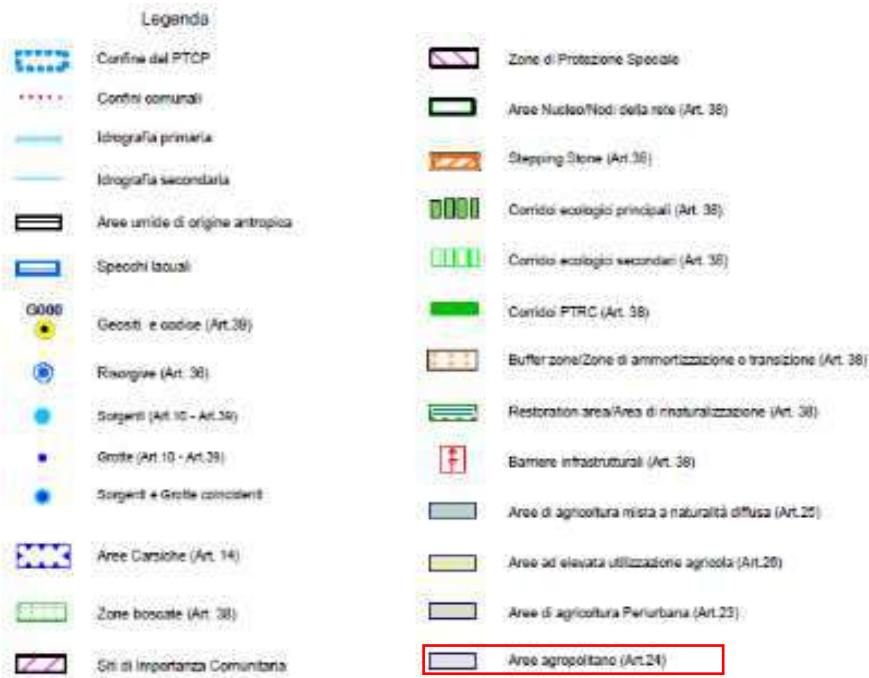 Legenda
Confine del PTCP
Confini comunali
Idrografia primaria
Idrografia secondaria
Aree umide di origine antropica
Specchi lacuali
G000
Geositi e codice (Art.39)
Risorgive (Art. 36)
Sorgenti (Art.10 - Art.39)
Grotte (Art.10 - Art.39)
Sorgenti e Grotte coincidenti
Aree Carsiche (Art. 14)
Zone boscate (Art. 38)
Siti di Importanza Comunitaria
Zone di Protezione Speciale
Aree Nucleo/Nodi della rete (Art. 38)
Stepping Stone (Art.38)
Corridoi ecologici principali (Art. 38)
Corridoi ecologici secondari (Art. 38)
Corridoi PTRC (Art. 38)
Buffer zone/Zone di ammortizzazione o transizione (Art. 38)
Restoration area/Area di rinaturalizzazione (Art. 38)
Barriere infrastrutturali (Art. 38)
Aree di agricoltura mista a naturalità diffusa (Art.25)
Aree ad elevata utilizzazione agricola (Art.26)
Aree di agricoltura Periurbana (Art.23)
Aree agropolitano (Art.24)